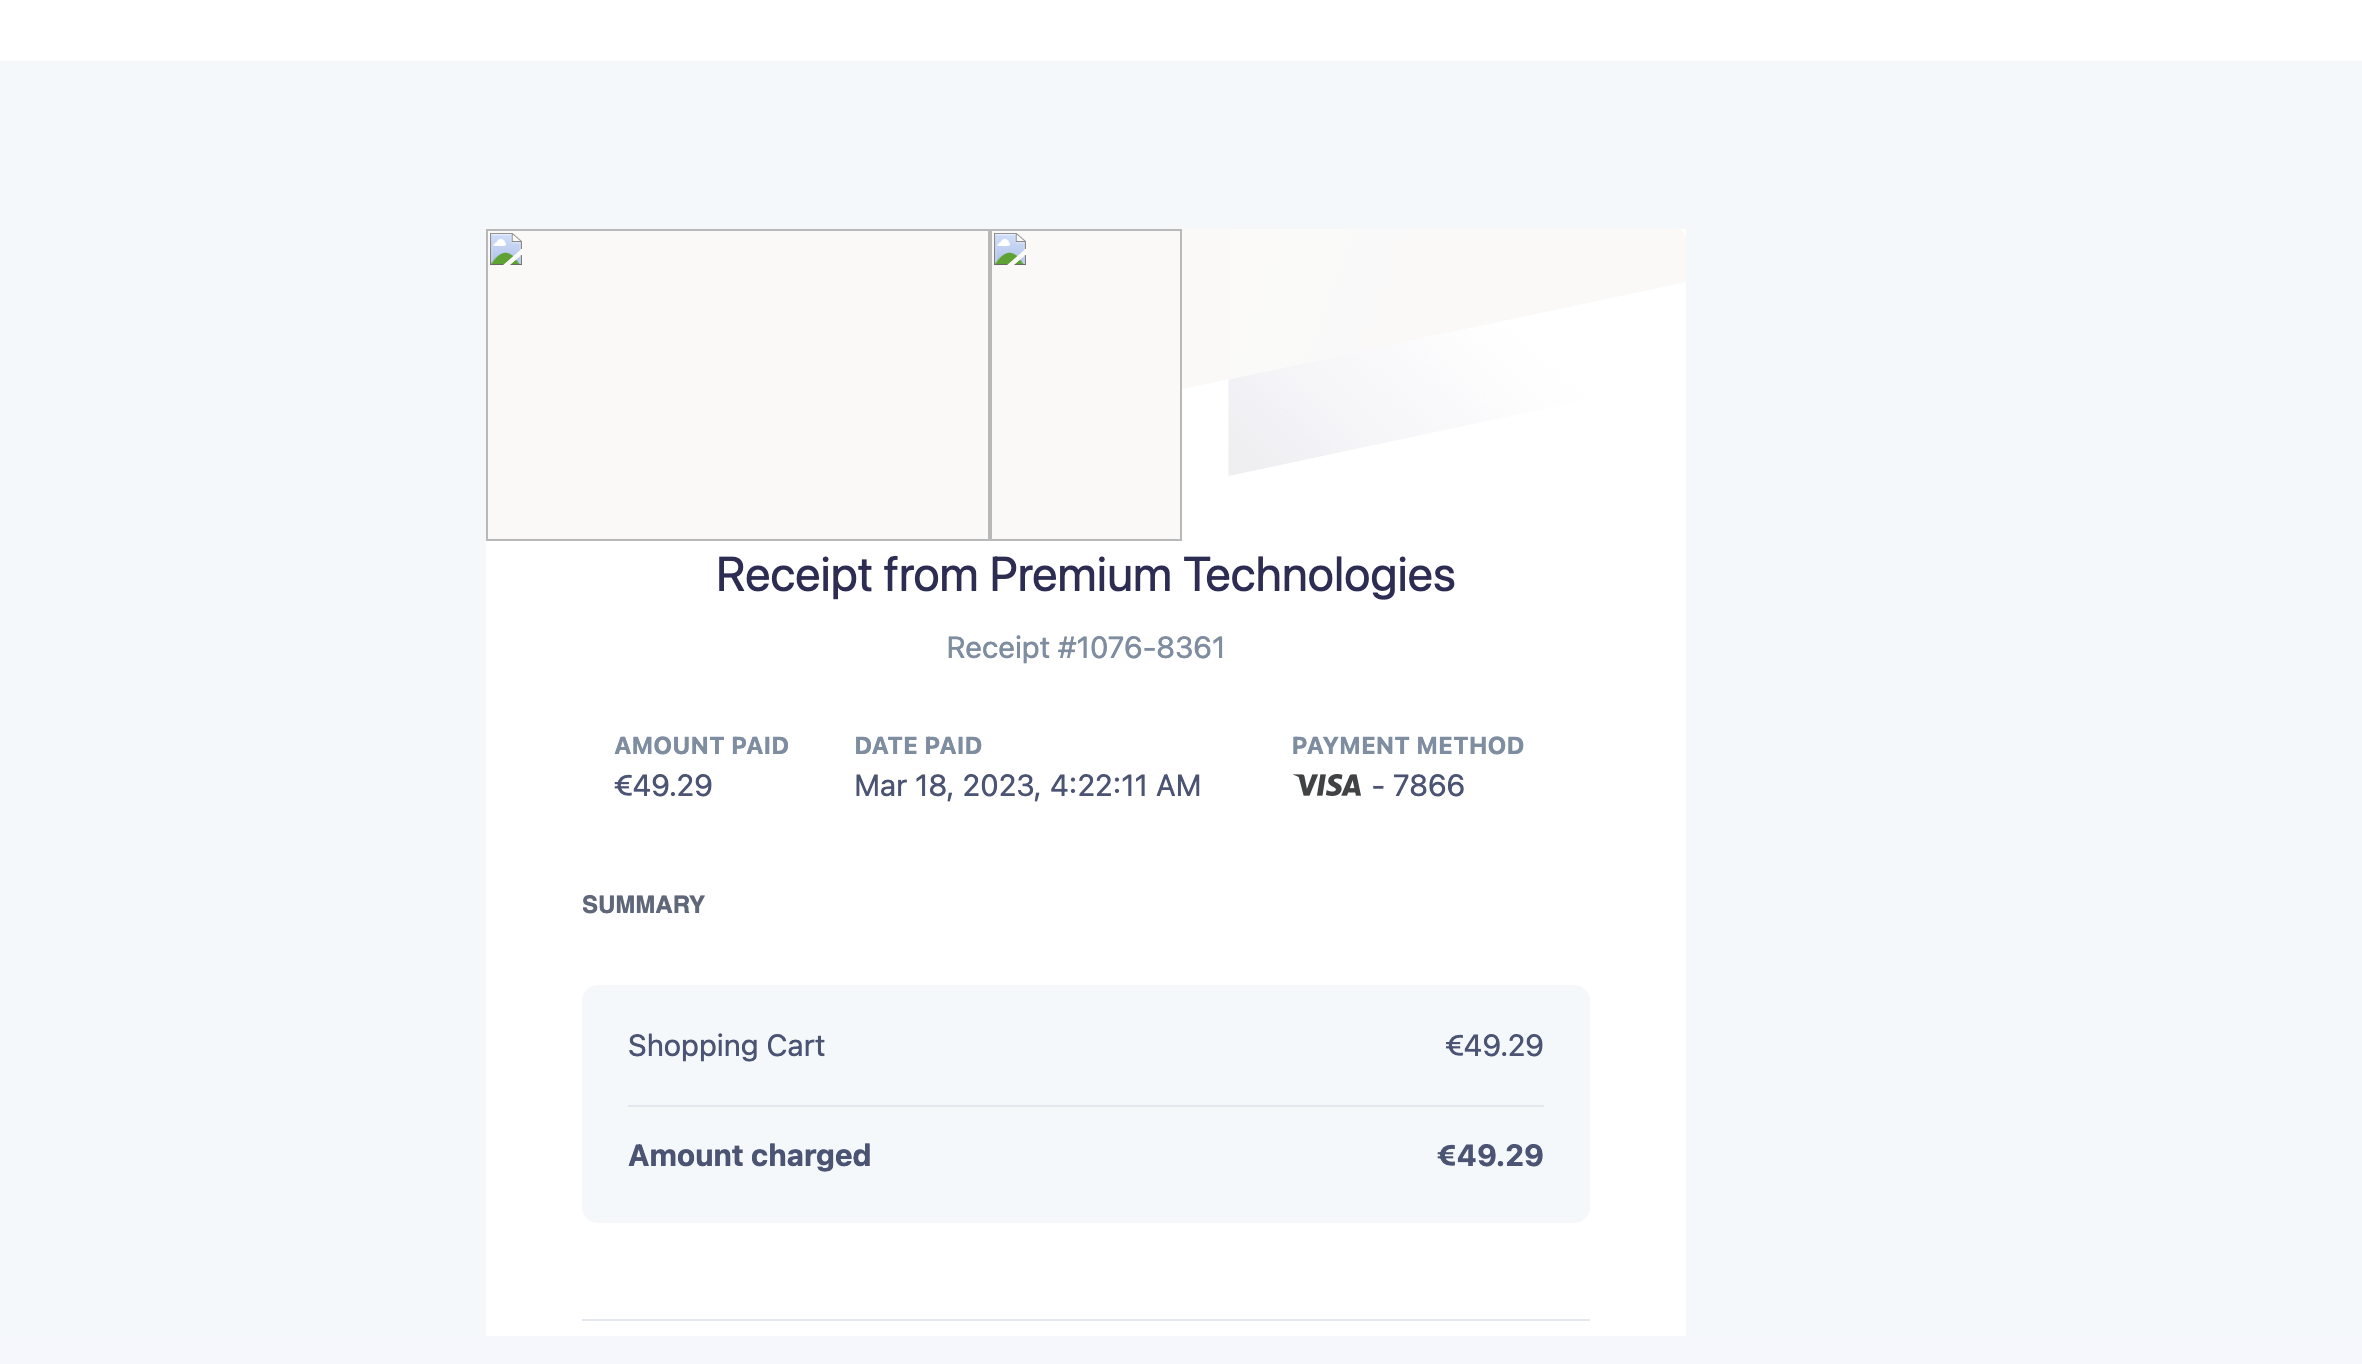 Receipt from Premium Technologies
Receipt #1076-8361
AMOUNT PAID DATE PAID PAYMENT METHOD
€49.29 Mar 18, 2023, 4:22:11 AM VISA - 7866
SUMMARY
Shopping Cart €49.29
Amount charged €49.29